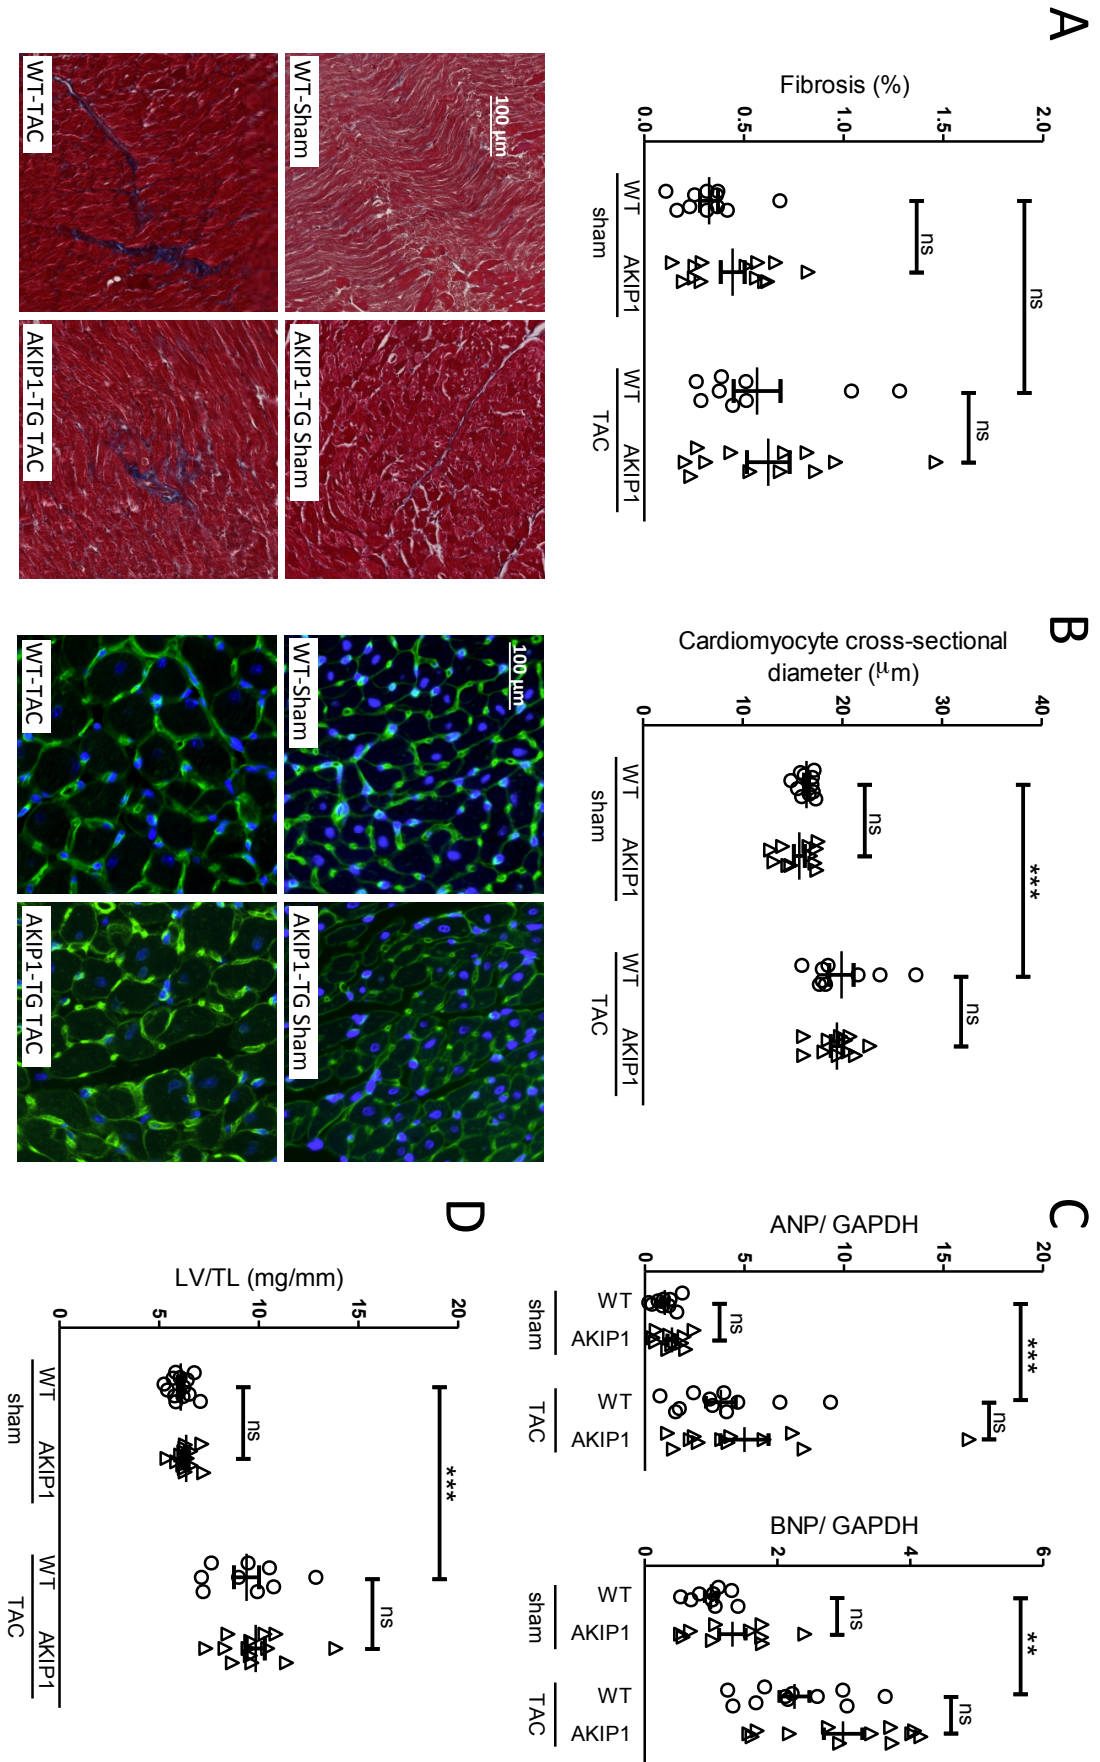 A
Fibrosis (%)
2.0
1.5
1.0
0.5
0.0
ns
ns
ns
WT
AKIP1
WT
AKIP1
sham
TAC
100 µm
WT-Sham
AKIP1-TG Sham
WT-TAC
AKIP1-TG TAC
B
Cardiomyocyte cross-sectional
diameter (µm)
40
30
20
10
0
***
ns
ns
WT
AKIP1
WT
AKIP1
sham
TAC
100 µm
WT-Sham
AKIP1-TG Sham
WT-TAC
AKIP1-TG TAC
C
ANP/ GAPDH
20
15
10
5
0
***
ns
ns
WT
AKIP1
WT
AKIP1
sham
TAC
BNP/ GAPDH
6
4
2
0
**
ns
ns
WT
AKIP1
WT
AKIP1
sham
TAC
D
LV/TL (mg/mm)
20
15
10
5
0
***
ns
ns
WT
AKIP1
WT
AKIP1
sham
TAC